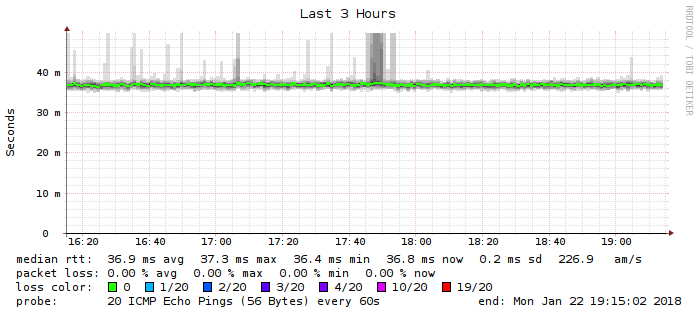 Last 3 Hours
RRDTOOL / TOBI OETIKER
Seconds
40 m
30 m
20 m
10 m
0
16:20 16:40 17:00 17:20 17:40 18:00 18:20 18:40 19:00
median rtt: 36.9 ms avg 37.3 ms max 36.4 ms min 36.8 ms now 0.2 ms sd 226.9 am/s
packet loss: 0.00 % avg 0.00 % max 0.00 % min 0.00 % now
loss color: 0 1/20 2/20 3/20 4/20 10/20 19/20
probe: 20 ICMP Echo Pings (56 Bytes) every 60s end: Mon Jan 22 19:15:02 2018